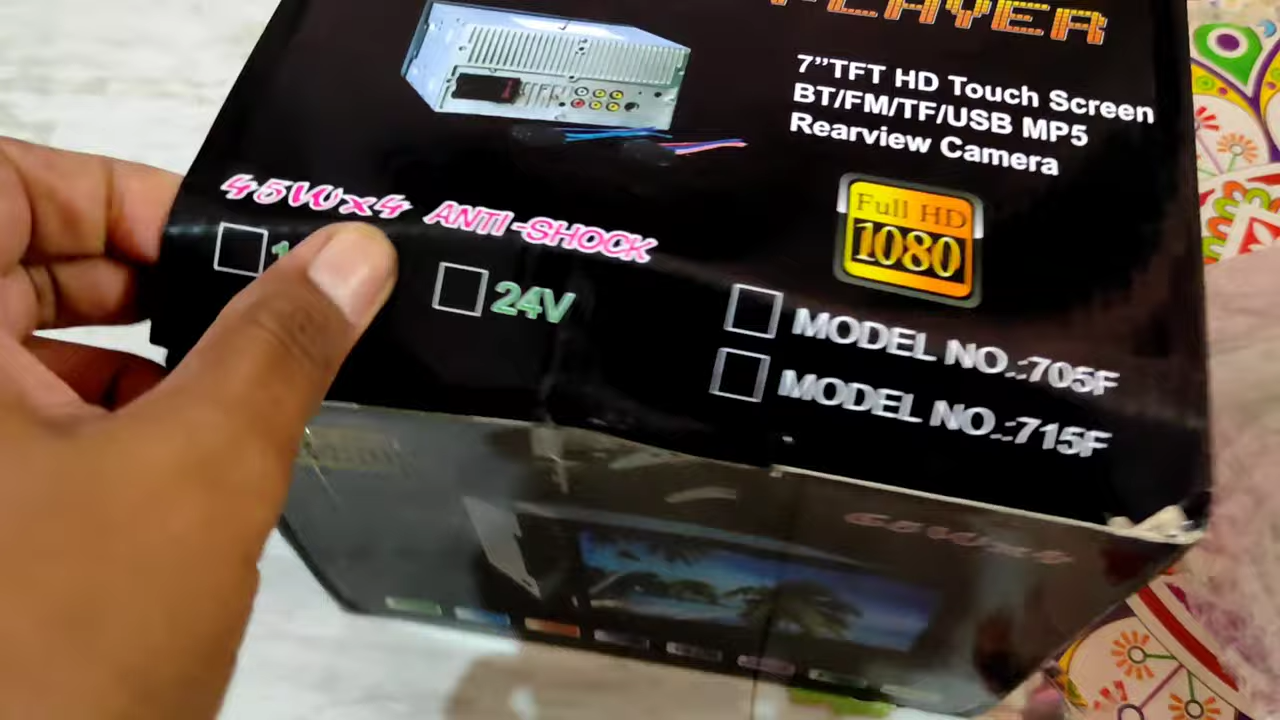 PLAYER
7”TFT HD Touch Screen
BT/FM/TF/USB MP5
Rearview Camera
Full HD
1080
45Wx4 ANTI-SHOCK
24V
MODEL NO.:705F
MODEL NO.:715F